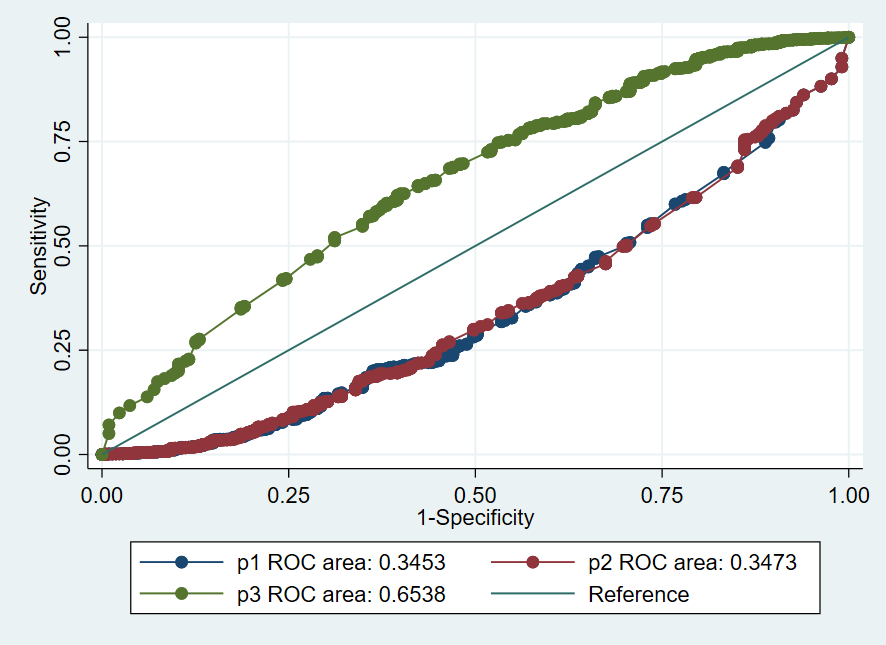 1.00
0.75
0.50
0.25
0.00
Sensitivity
0.00 0.25 0.50 0.75 1.00
1-Specificity
p1 ROC area: 0.3453 p2 ROC area: 0.3473
p3 ROC area: 0.6538 Reference